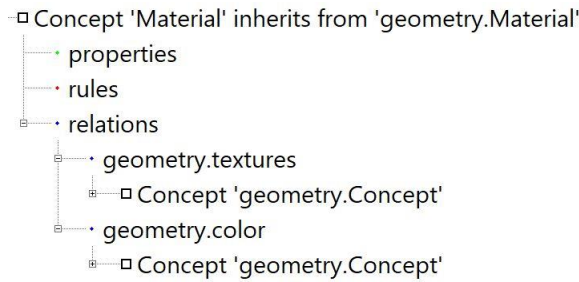 Concept 'Material' inherits from 'geometry.Material'
properties
rules
relations
geometry.textures
Concept 'geometry.Concept'
geometry.color
Concept 'geometry.Concept'